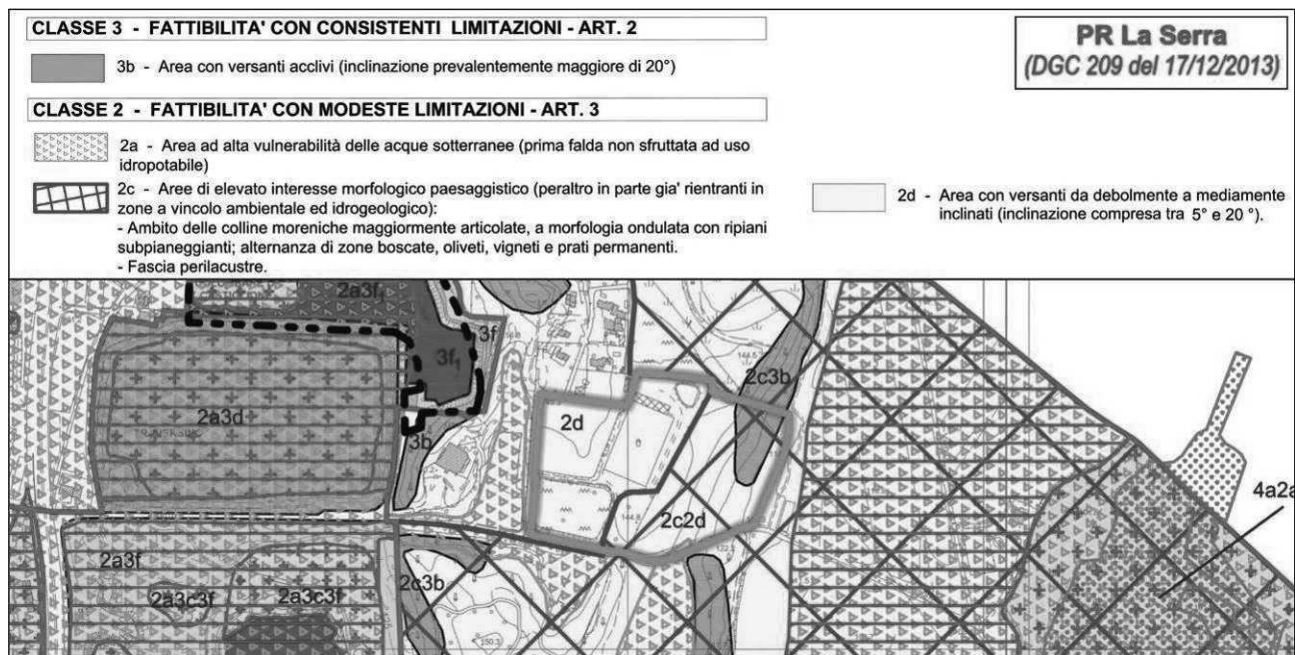 CLASSE 3 - FATTIBILITA' CON CONSISTENTI LIMITAZIONI - ART. 2
3b - Area con versanti acclivi (inclinazione prevalentemente maggiore di 20°)
PR La Serra
(DGC 209 del 17/12/2013)
CLASSE 2 - FATTIBILITA' CON MODESTE LIMITAZIONI - ART. 3
2a - Area ad alta vulnerabilità delle acque sotterranee (prima falda non sfruttata ad uso
idropotabile)
2c - Aree di elevato interesse morfologico paesaggistico (peraltro in parte gia' rientranti in
zone a vincolo ambientale ed idrogeologico):
- Ambito delle colline moreniche maggiormente articolate, a morfologia ondulata con ripiani
subpianeggianti; alternanza di zone boscate, oliveti, vigneti e prati permanenti.
- Fascia perilacustre.
2d - Area con versanti da debolmente a mediamente
inclinati (inclinazione compresa tra 5° e 20 °).
2a3f1
3f
3f1
2c3b
2a3d
2d
3b
4a2a
2c2d
144.8
2a3f
2c3b
2a3c3f
2a3c3f
150.3